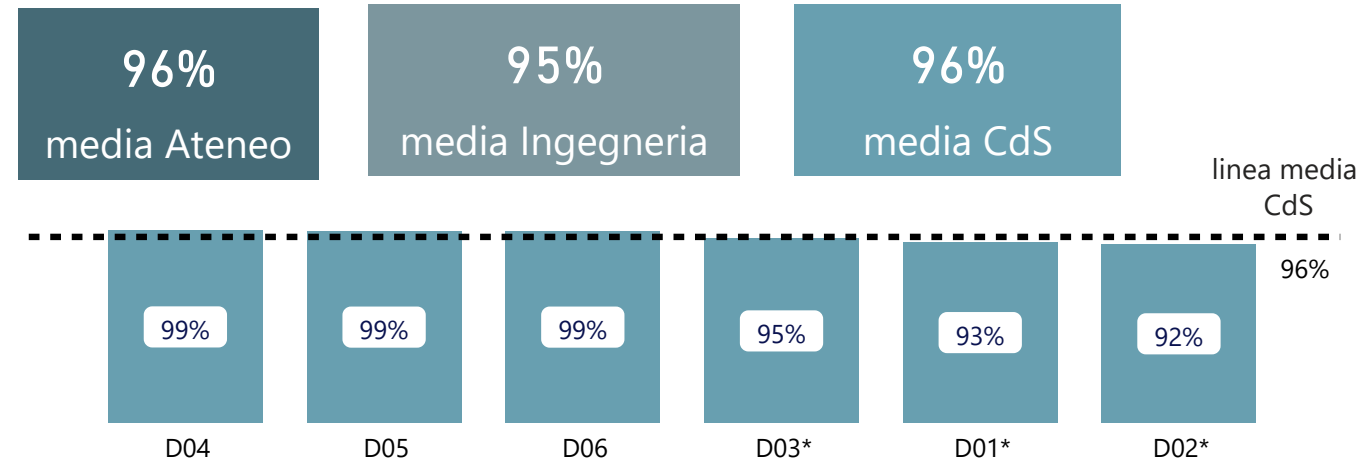 96%
media Ateneo
95%
media Ingegneria
96%
media CdS
linea media
CdS
96%
99%
99%
99%
95%
93%
92%
D04
D05
D06
D03*
D01*
D02*